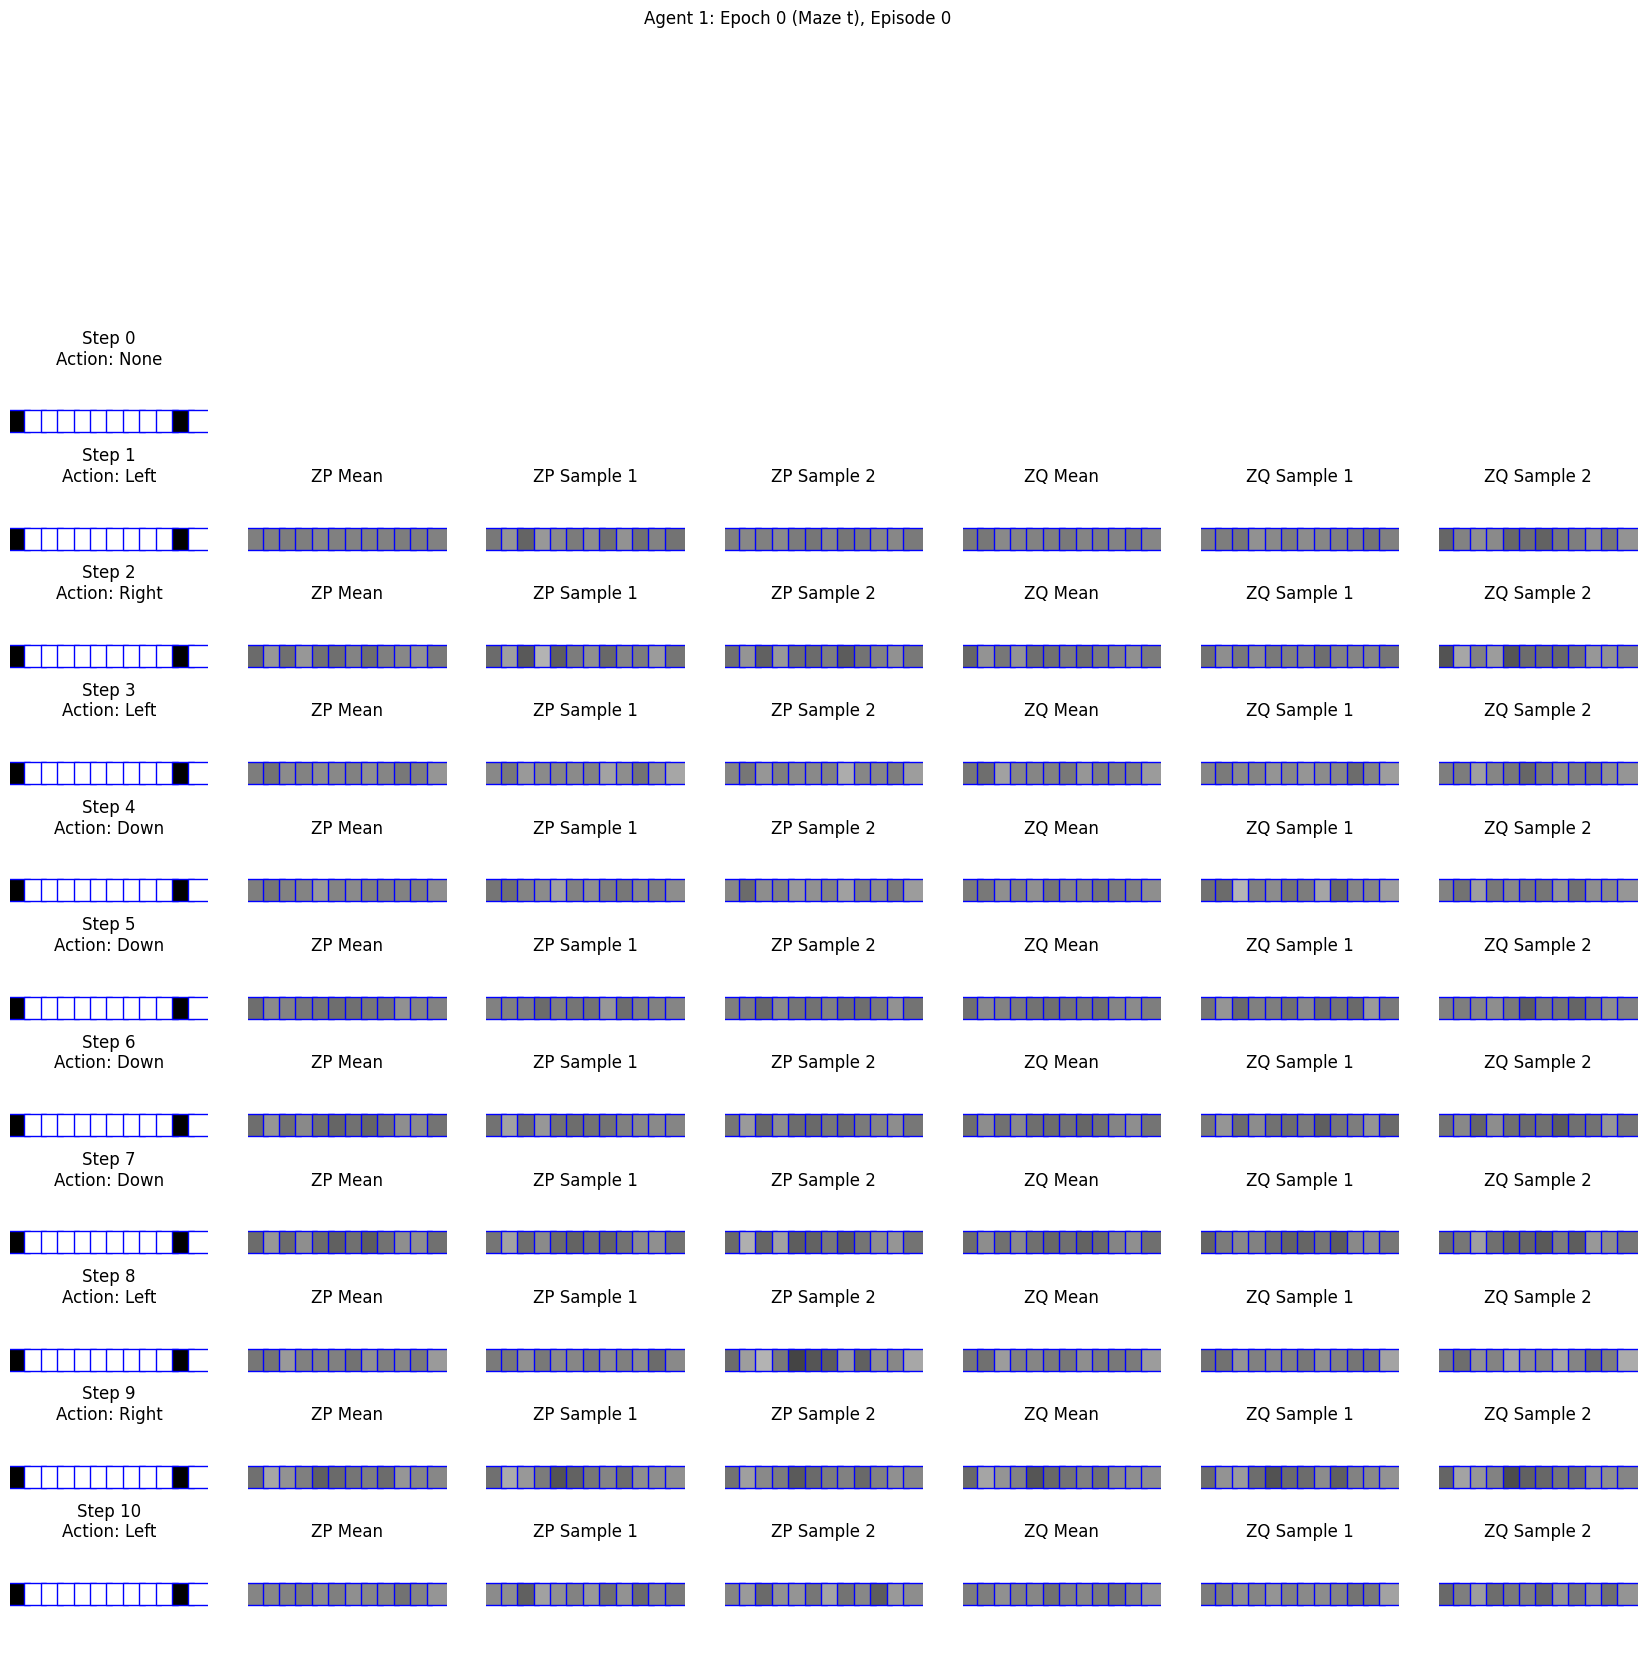 Agent 1: Epoch 0 (Maze t), Episode 0
Step 0
Action: None
Step 1
Action: Left
ZP Mean
ZP Sample 1
ZP Sample 2
ZQ Mean
ZQ Sample 1
ZQ Sample 2
Step 2
Action: Right
ZP Mean
ZP Sample 1
ZP Sample 2
ZQ Mean
ZQ Sample 1
ZQ Sample 2
Step 3
Action: Left
ZP Mean
ZP Sample 1
ZP Sample 2
ZQ Mean
ZQ Sample 1
ZQ Sample 2
Step 4
Action: Down
ZP Mean
ZP Sample 1
ZP Sample 2
ZQ Mean
ZQ Sample 1
ZQ Sample 2
Step 5
Action: Down
ZP Mean
ZP Sample 1
ZP Sample 2
ZQ Mean
ZQ Sample 1
ZQ Sample 2
Step 6
Action: Down
ZP Mean
ZP Sample 1
ZP Sample 2
ZQ Mean
ZQ Sample 1
ZQ Sample 2
Step 7
Action: Down
ZP Mean
ZP Sample 1
ZP Sample 2
ZQ Mean
ZQ Sample 1
ZQ Sample 2
Step 8
Action: Left
ZP Mean
ZP Sample 1
ZP Sample 2
ZQ Mean
ZQ Sample 1
ZQ Sample 2
Step 9
Action: Right
ZP Mean
ZP Sample 1
ZP Sample 2
ZQ Mean
ZQ Sample 1
ZQ Sample 2
Step 10
Action: Left
ZP Mean
ZP Sample 1
ZP Sample 2
ZQ Mean
ZQ Sample 1
ZQ Sample 2